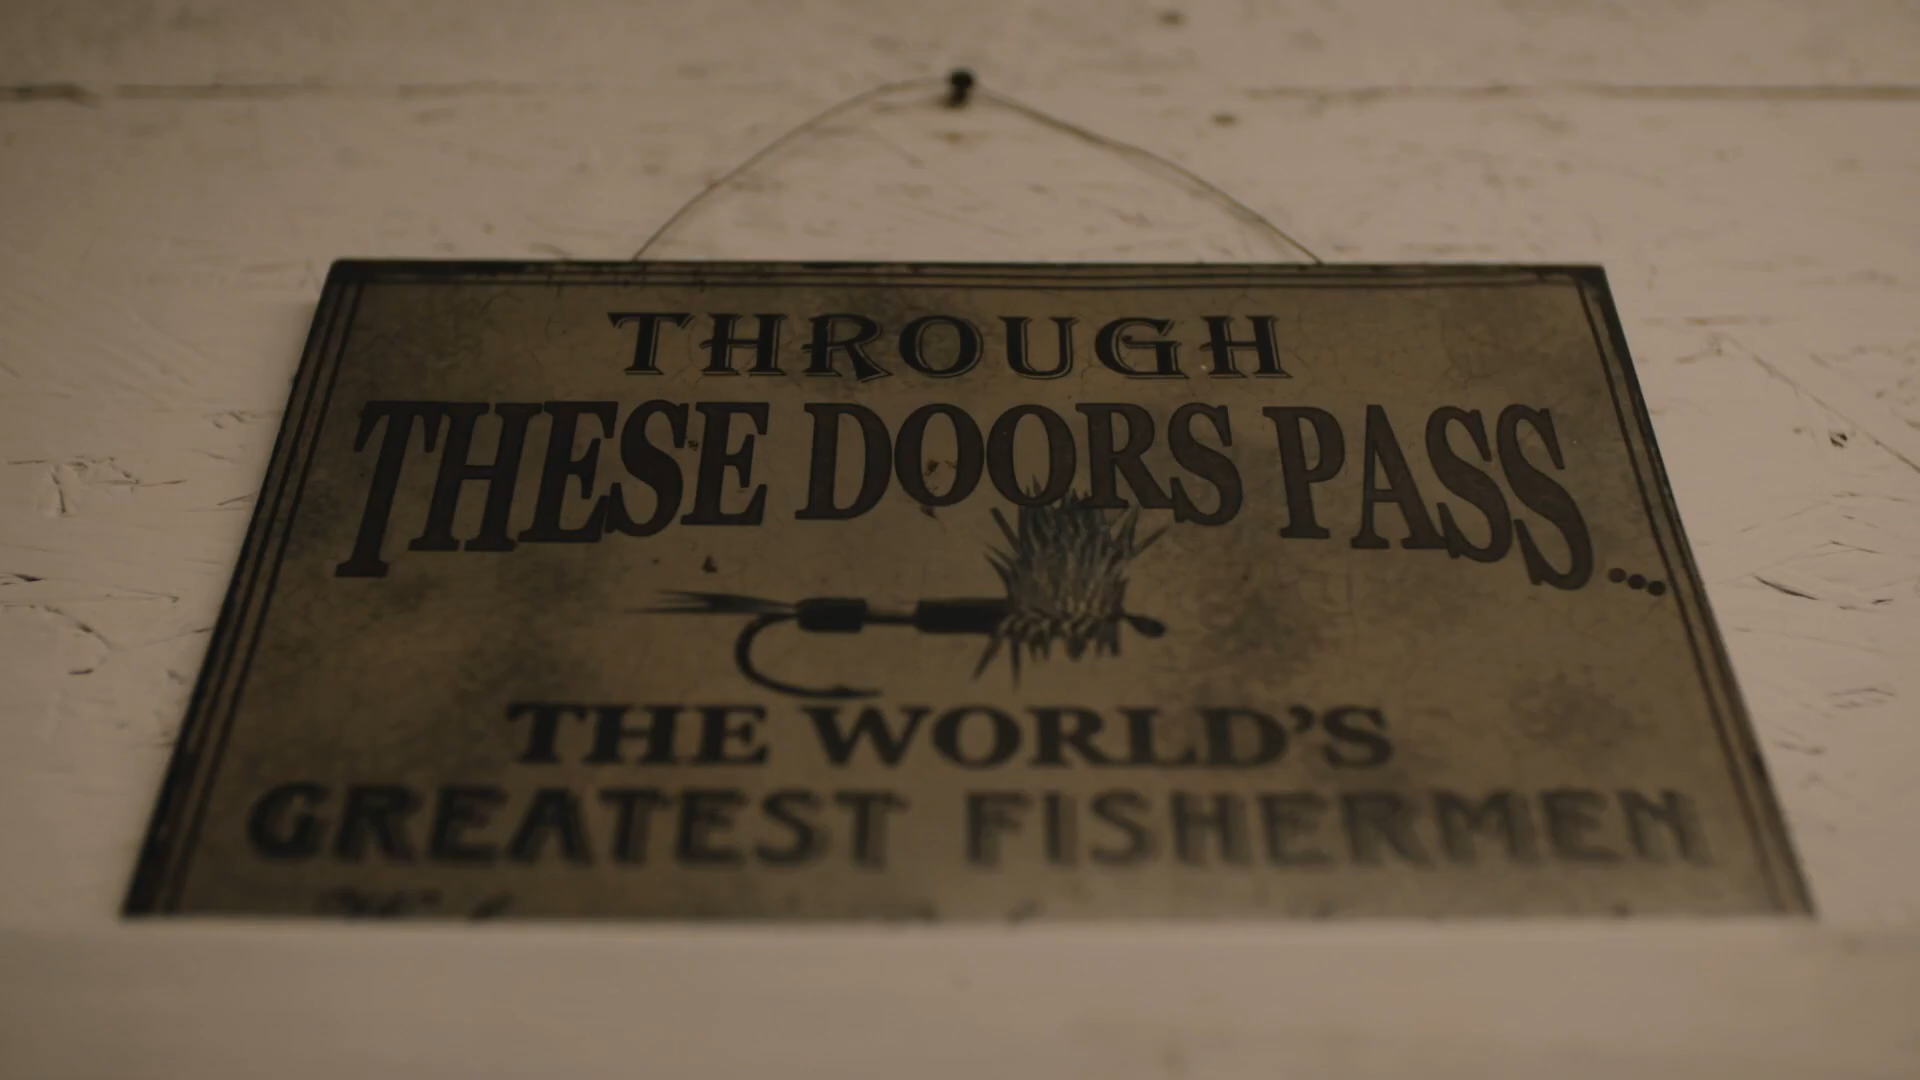 THROUGH
THESE DOORS PASS...
THE WORLD'S
GREATEST FISHERMEN